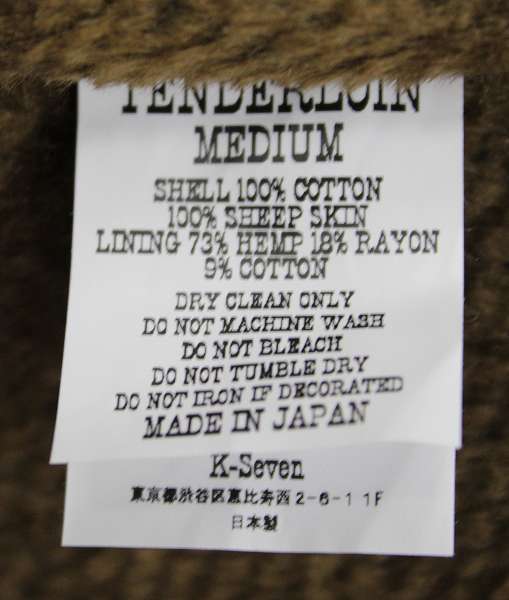 TENDERLOIN
MEDIUM
SHELL 100% COTTON
100% SHEEP SKIN
LINING 73% HEMP 18% RAYON
9% COTTON
DRY CLEAN ONLY
DO NOT MACHINE WASH
DO NOT BLEACH
DO NOT TUMBLE DRY
DO NOT IRON IF DECORATED
MADE IN JAPAN
K-Seven
東京都渋谷区恵比寿西2-6-1 1F
日本製